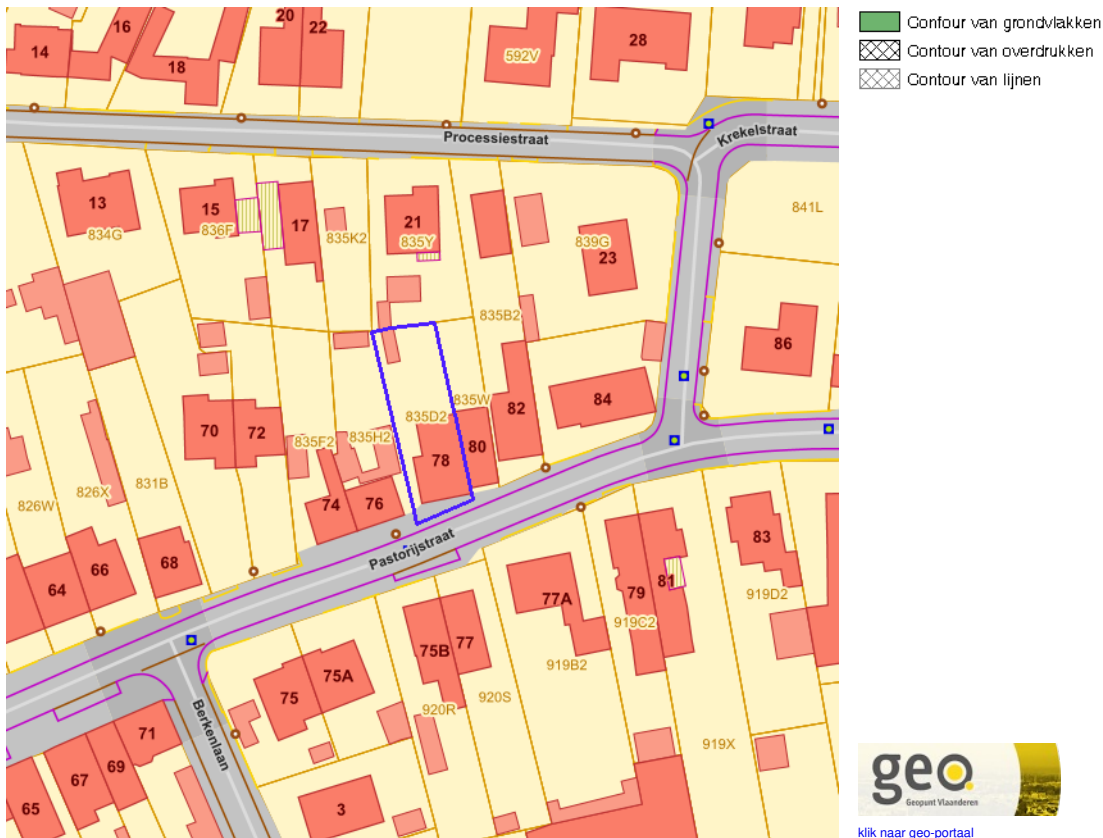 14
16
18
20
22
592V
28
Contour van grondvlakken
Contour van overdrukken
Contour van lijnen
Processiestraat
Krekelstraat
13
834G
15
836F
17
835K2
21
835Y
839G
23
841L
835B2
86
70
72
835F2
835H2
835D2
835W
78
80
82
84
74
76
826W
826X
831B
64
66
68
Pastorijstraat
77A
79
81
83
919C2
919D2
919B2
75B
77
75
75A
920R
920S
919X
Berkenlaan
71
69
67
65
3
geo
Geopunt Vlaanderen
klik naar geo-portaal